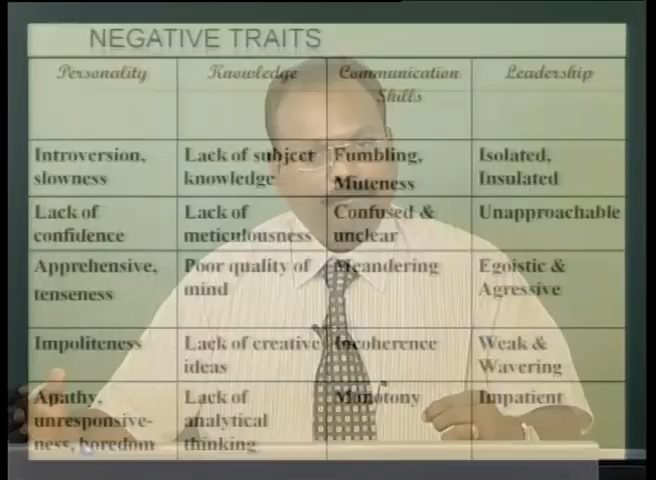 NEGATIVE TRAITS
Personality
Knowledge
Communication
Skills
Leadership
Introversion,
slowness
Lack of subject
knowledge
Fumbling,
Muteness
Isolated,
Insulated
Lack of
confidence
Lack of
meticulousness
Confused &
unclear
Unapproachable
Apprehensive,
tenseness
Poor quality of
mind
Meandering
Egoistic &
Agressive
Impoliteness
Lack of creative
ideas
Incoherence
Weak &
Wavering
Apathy,
unresponsive-
ness, boredom
Lack of
analytical
thinking
Monotony
Impatient